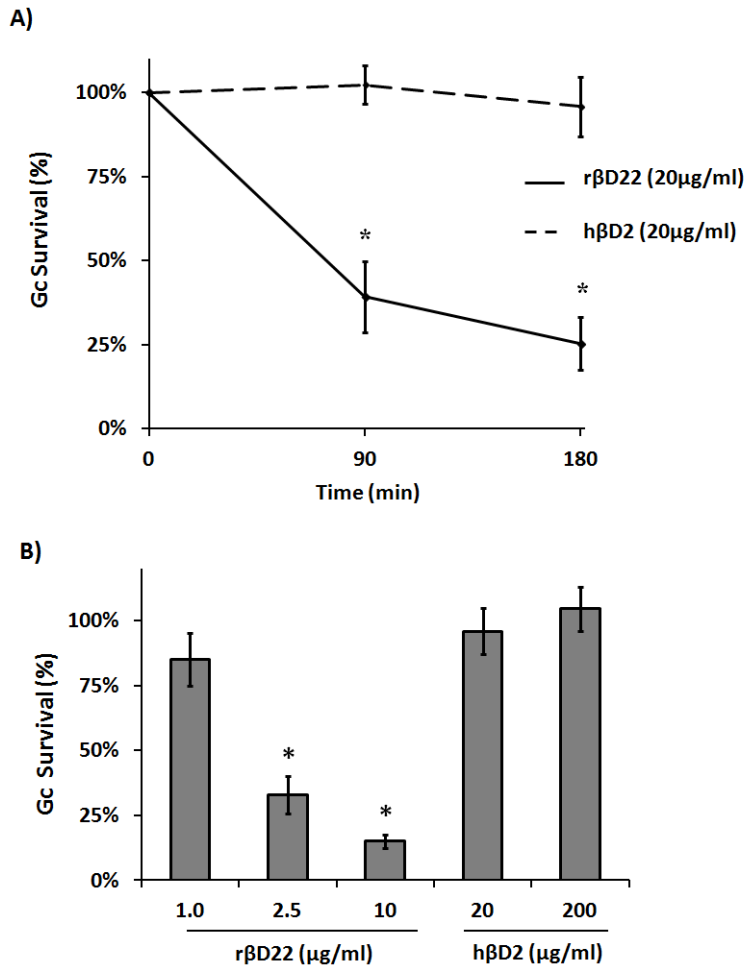 A)
100%
75%
50%
25%
0%
Gc Survival (%)
*
*
rβD22 (20µg/ml)
hβD2 (20µg/ml)
0 90 180
Time (min)
B)
100%
75%
50%
25%
0%
Gc Survival (%)
*
*
1.0 2.5 10 20 200
rβD22 (µg/ml) hβD2 (µg/ml)